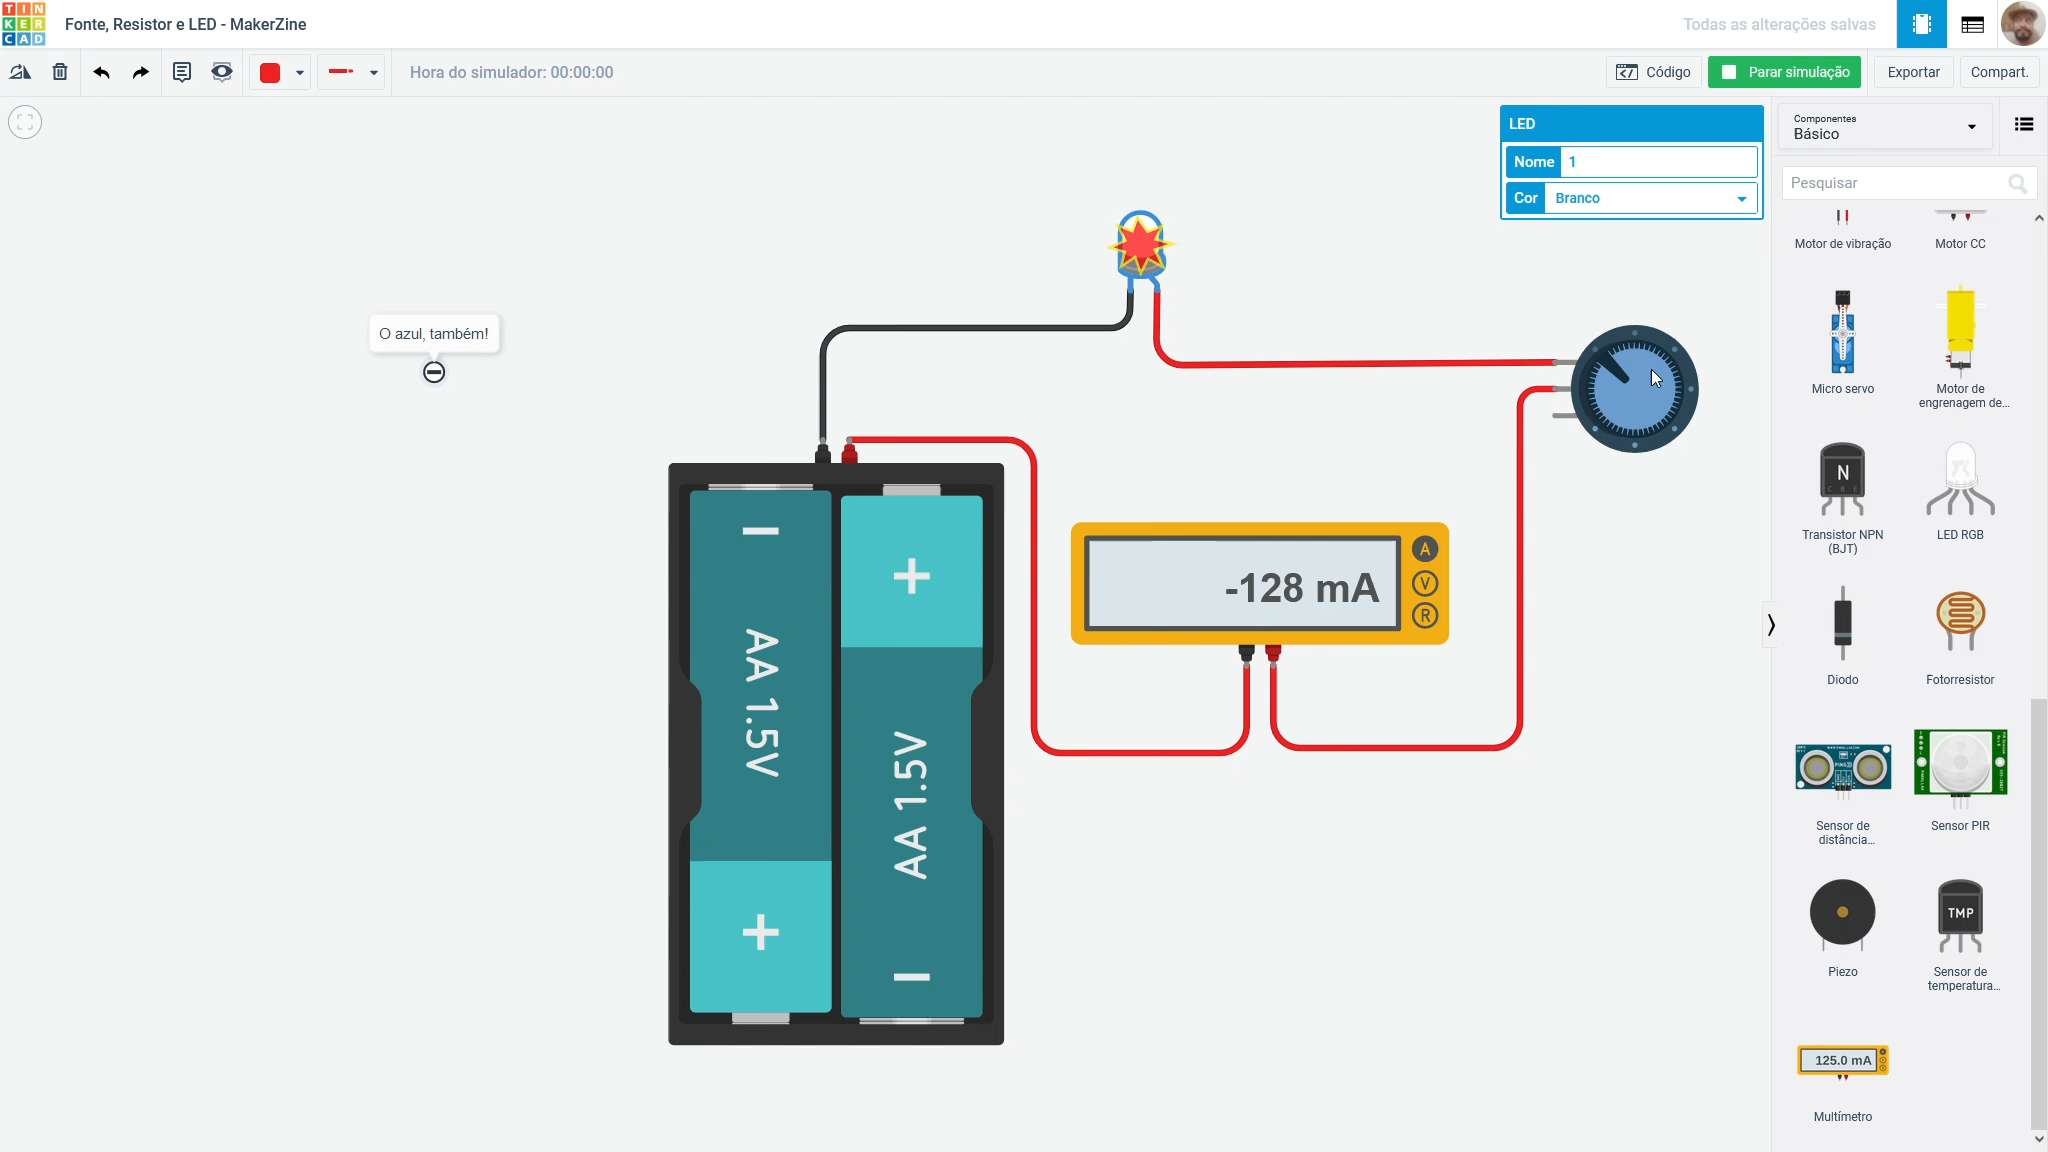 TIN
KER
CAD
Fonte, Resistor e LED - MakerZine
Todas as alterações salvas
Hora do simulador: 00:00:00
Código
Parar simulação
Exportar
Compart.
LED
Nome 1
Cor Branco
Componentes
Básico
Pesquisar
O azul, também!
AA 1.5V
AA 1.5V
-128 mA
A
V
R
Motor de vibração
Motor CC
Micro servo
Motor de
engrenagem de...
N
Transistor NPN
(BJT)
LED RGB
Diodo
Fotorresistor
Sensor de
distância...
Sensor PIR
Piezo
TMP
Sensor de
temperatura...
125.0 mA
Multímetro